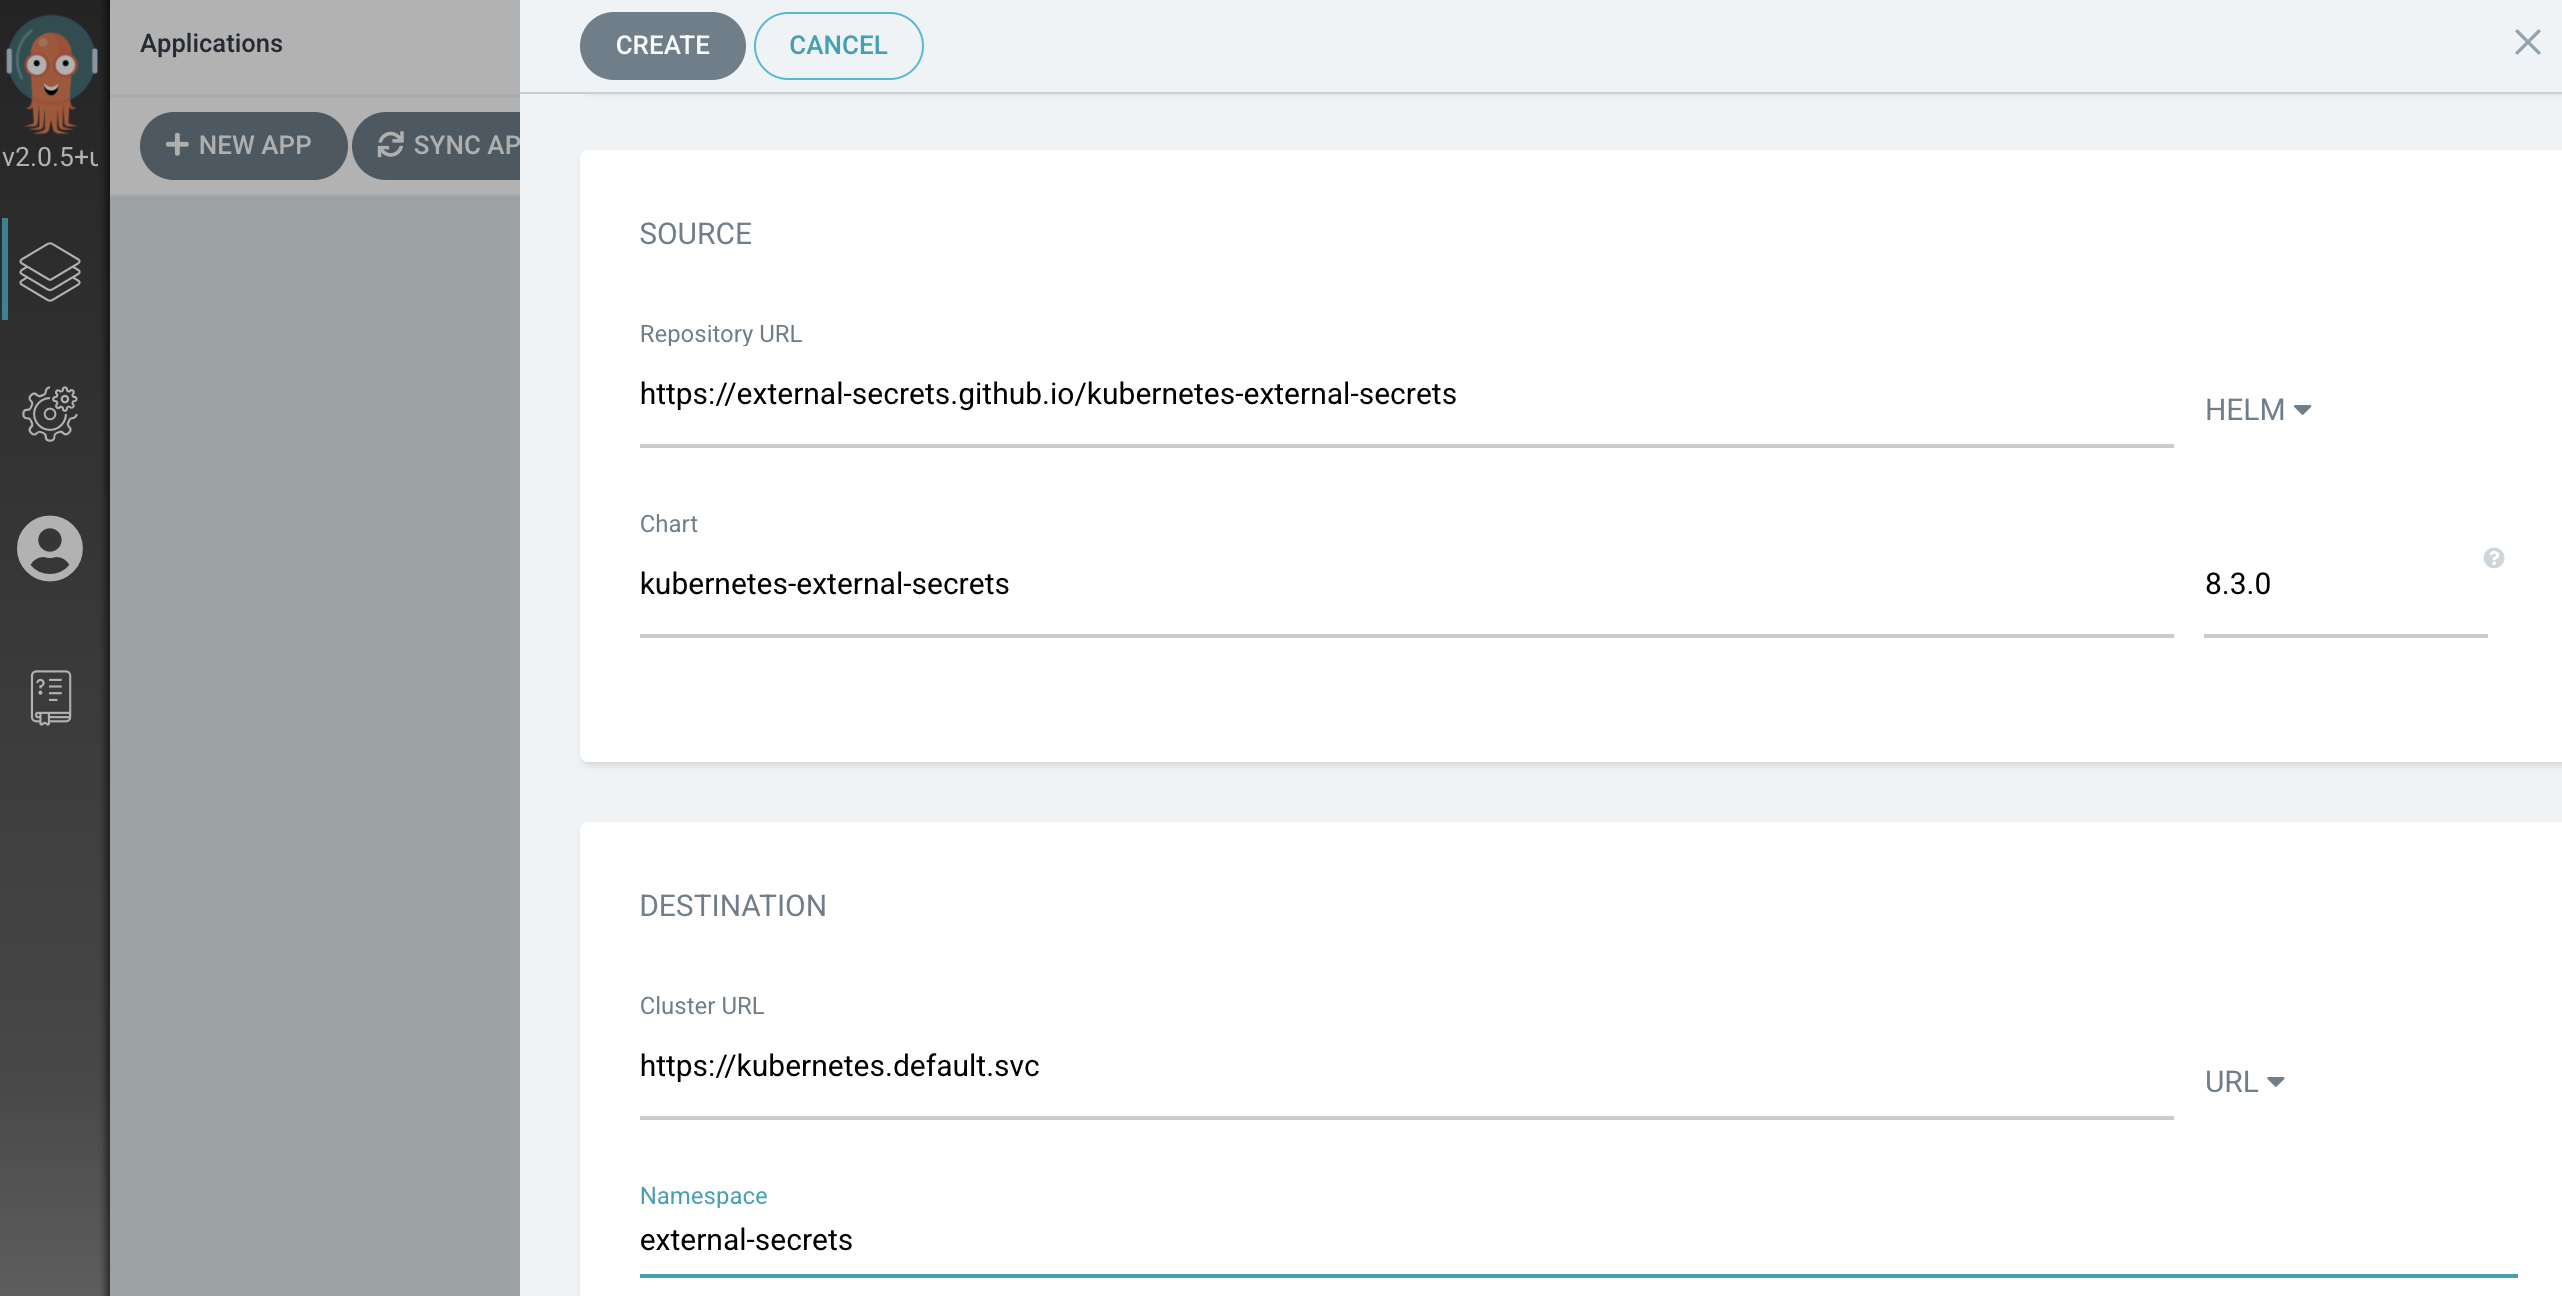 Applications
CREATE
CANCEL
v2.0.5+u
NEW APP
SYNC AP
SOURCE
Repository URL
https://external-secrets.github.io/kubernetes-external-secrets
HELM
Chart
kubernetes-external-secrets
8.3.0
DESTINATION
Cluster URL
https://kubernetes.default.svc
URL
Namespace
external-secrets